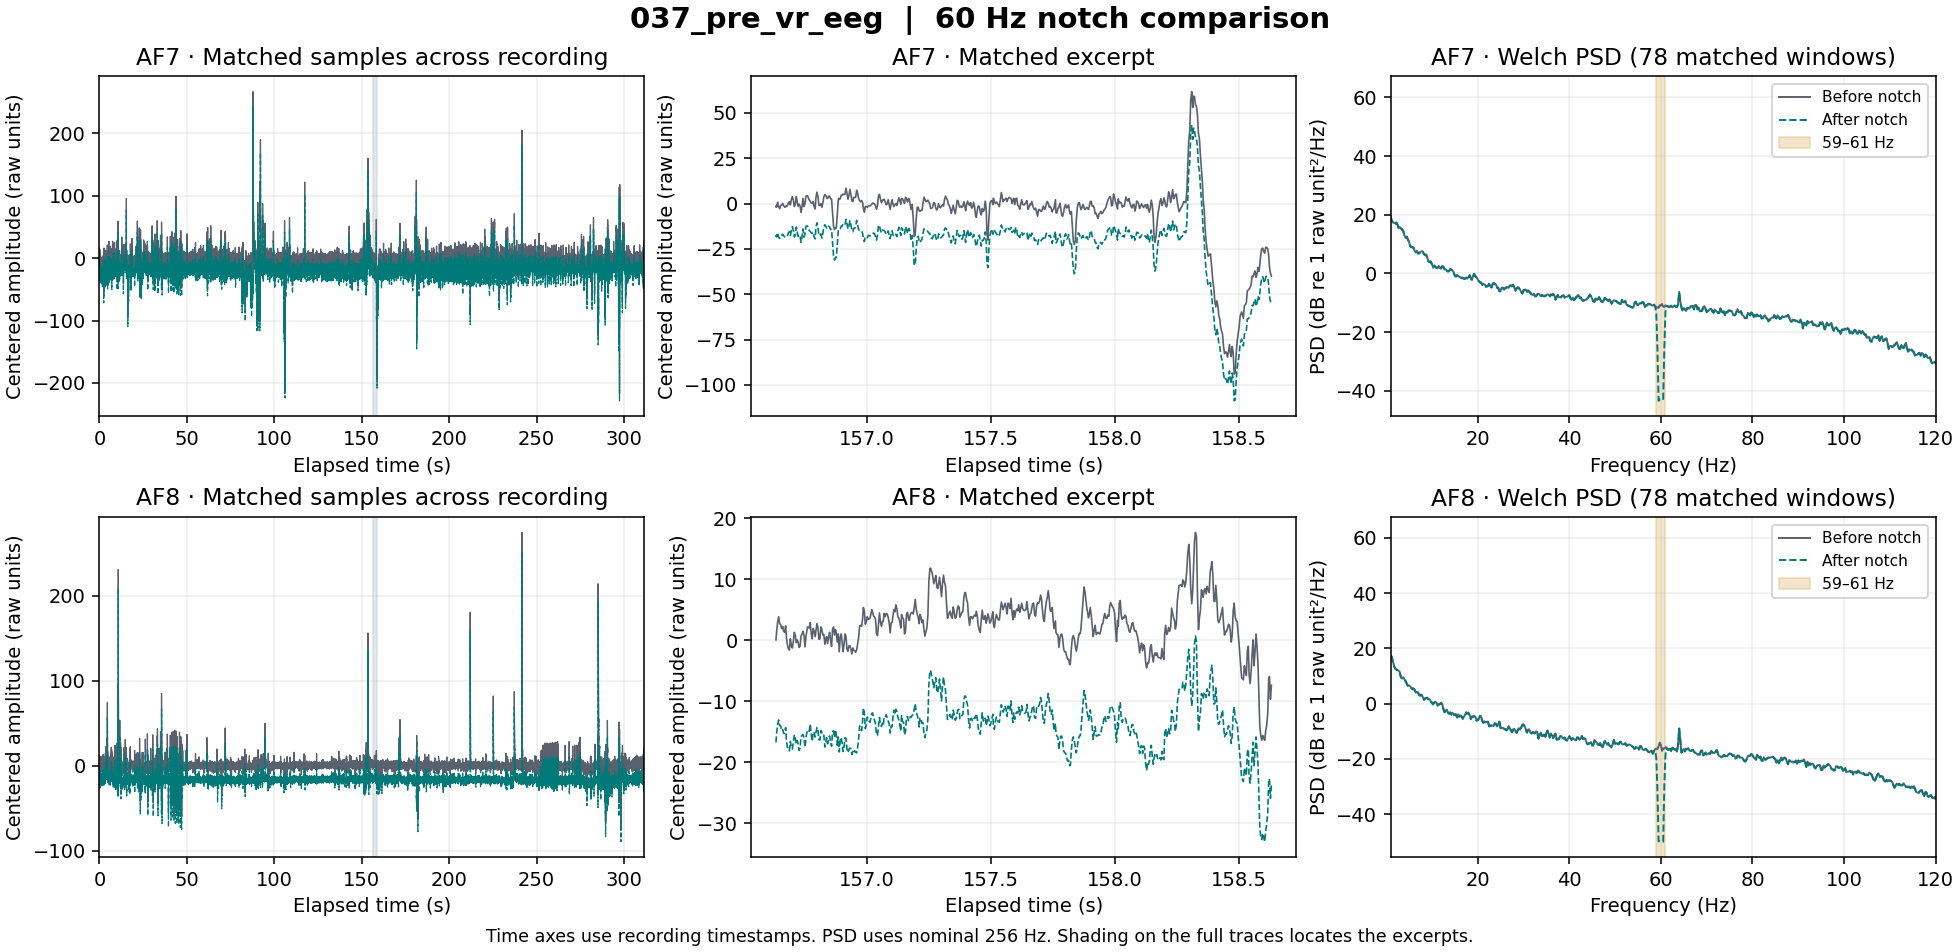 037_pre_vr_eeg | 60 Hz notch comparison
AF7 · Matched samples across recording
Centered amplitude (raw units)
200
100
0
−100
−200
0 50 100 150 200 250 300
Elapsed time (s)
AF7 · Matched excerpt
Centered amplitude (raw units)
50
25
0
−25
−50
−75
−100
157.0 157.5 158.0 158.5
Elapsed time (s)
AF7 · Welch PSD (78 matched windows)
PSD (dB re 1 raw unit²/Hz)
60
40
20
0
−20
−40
Before notch
After notch
59–61 Hz
20 40 60 80 100 120
Frequency (Hz)
AF8 · Matched samples across recording
Centered amplitude (raw units)
200
100
0
−100
0 50 100 150 200 250 300
Elapsed time (s)
AF8 · Matched excerpt
Centered amplitude (raw units)
20
10
0
−10
−20
−30
157.0 157.5 158.0 158.5
Elapsed time (s)
AF8 · Welch PSD (78 matched windows)
PSD (dB re 1 raw unit²/Hz)
60
40
20
0
−20
−40
Before notch
After notch
59–61 Hz
20 40 60 80 100 120
Frequency (Hz)
Time axes use recording timestamps. PSD uses nominal 256 Hz. Shading on the full traces locates the excerpts.